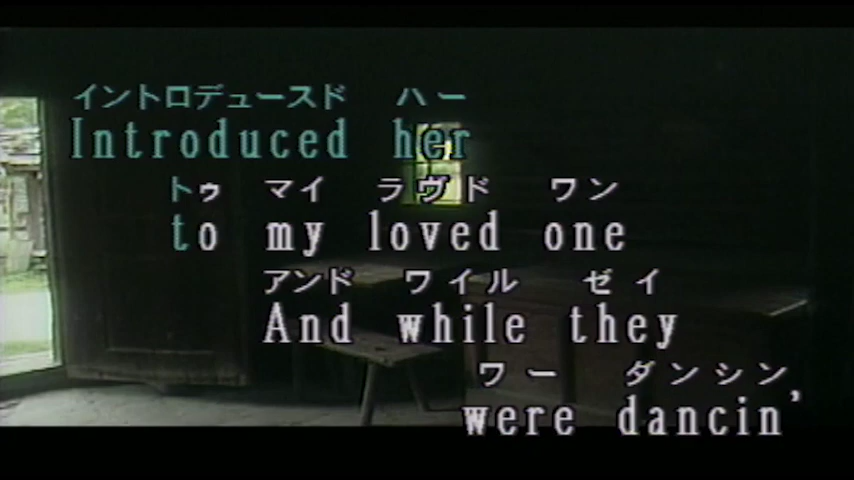 イントロデュースド ハー
Introduced her
トゥ マイ ラヴド ワン
to my loved one
アンド ワイル ゼイ
And while they
ワー ダンシン
were dancin'